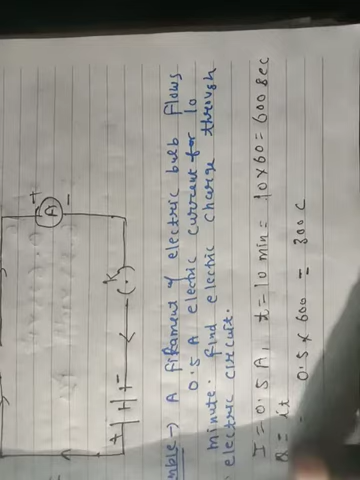 + A -
+ - K
mble → A filament of electric bulb flows
0.5 A electric current for 10
minute. find electric charge through
electric circuit.
I = 0.5 A, t = 10 min = 10 × 60 = 600 sec
Q = it
0.5 × 600 = 300 C